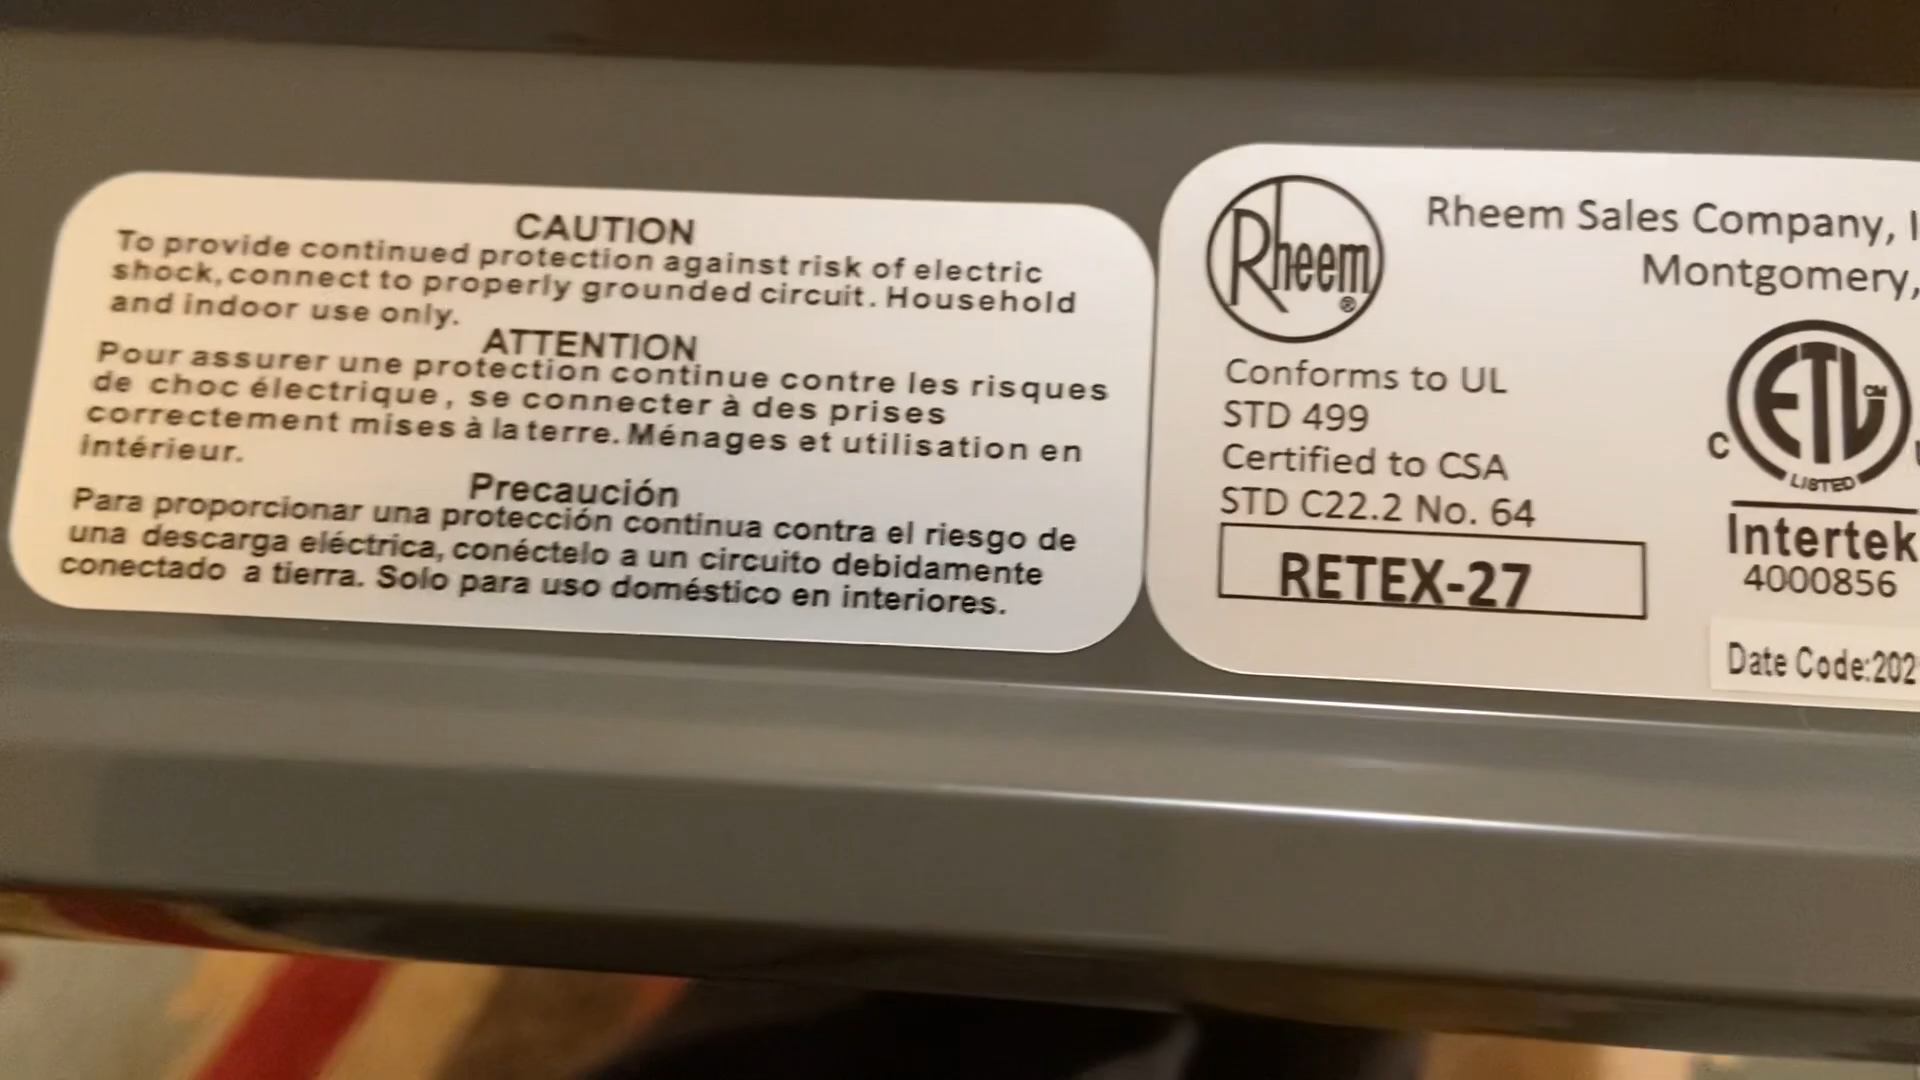 CAUTION
To provide continued protection against risk of electric
shock, connect to properly grounded circuit. Household
and indoor use only.
ATTENTION
Pour assurer une protection continue contre les risques
de choc électrique, se connecter à des prises
correctement mises à la terre. Ménages et utilisation en
intérieur.
Precaución
Para proporcionar una protección continua contra el riesgo de
una descarga eléctrica, conéctelo a un circuito debidamente
conectado a tierra. Solo para uso doméstico en interiores.
Rheem®
Rheem Sales Company,
Montgomery,
Conforms to UL
STD 499
Certified to CSA
STD C22.2 No. 64
RETEX-27
C ETL CM
LISTED
Intertek
4000856
Date Code:202